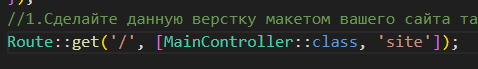 });
//1.Сделайте данную верстку макетом вашего сайта та
Route::get('/', [MainController::class, 'site']);